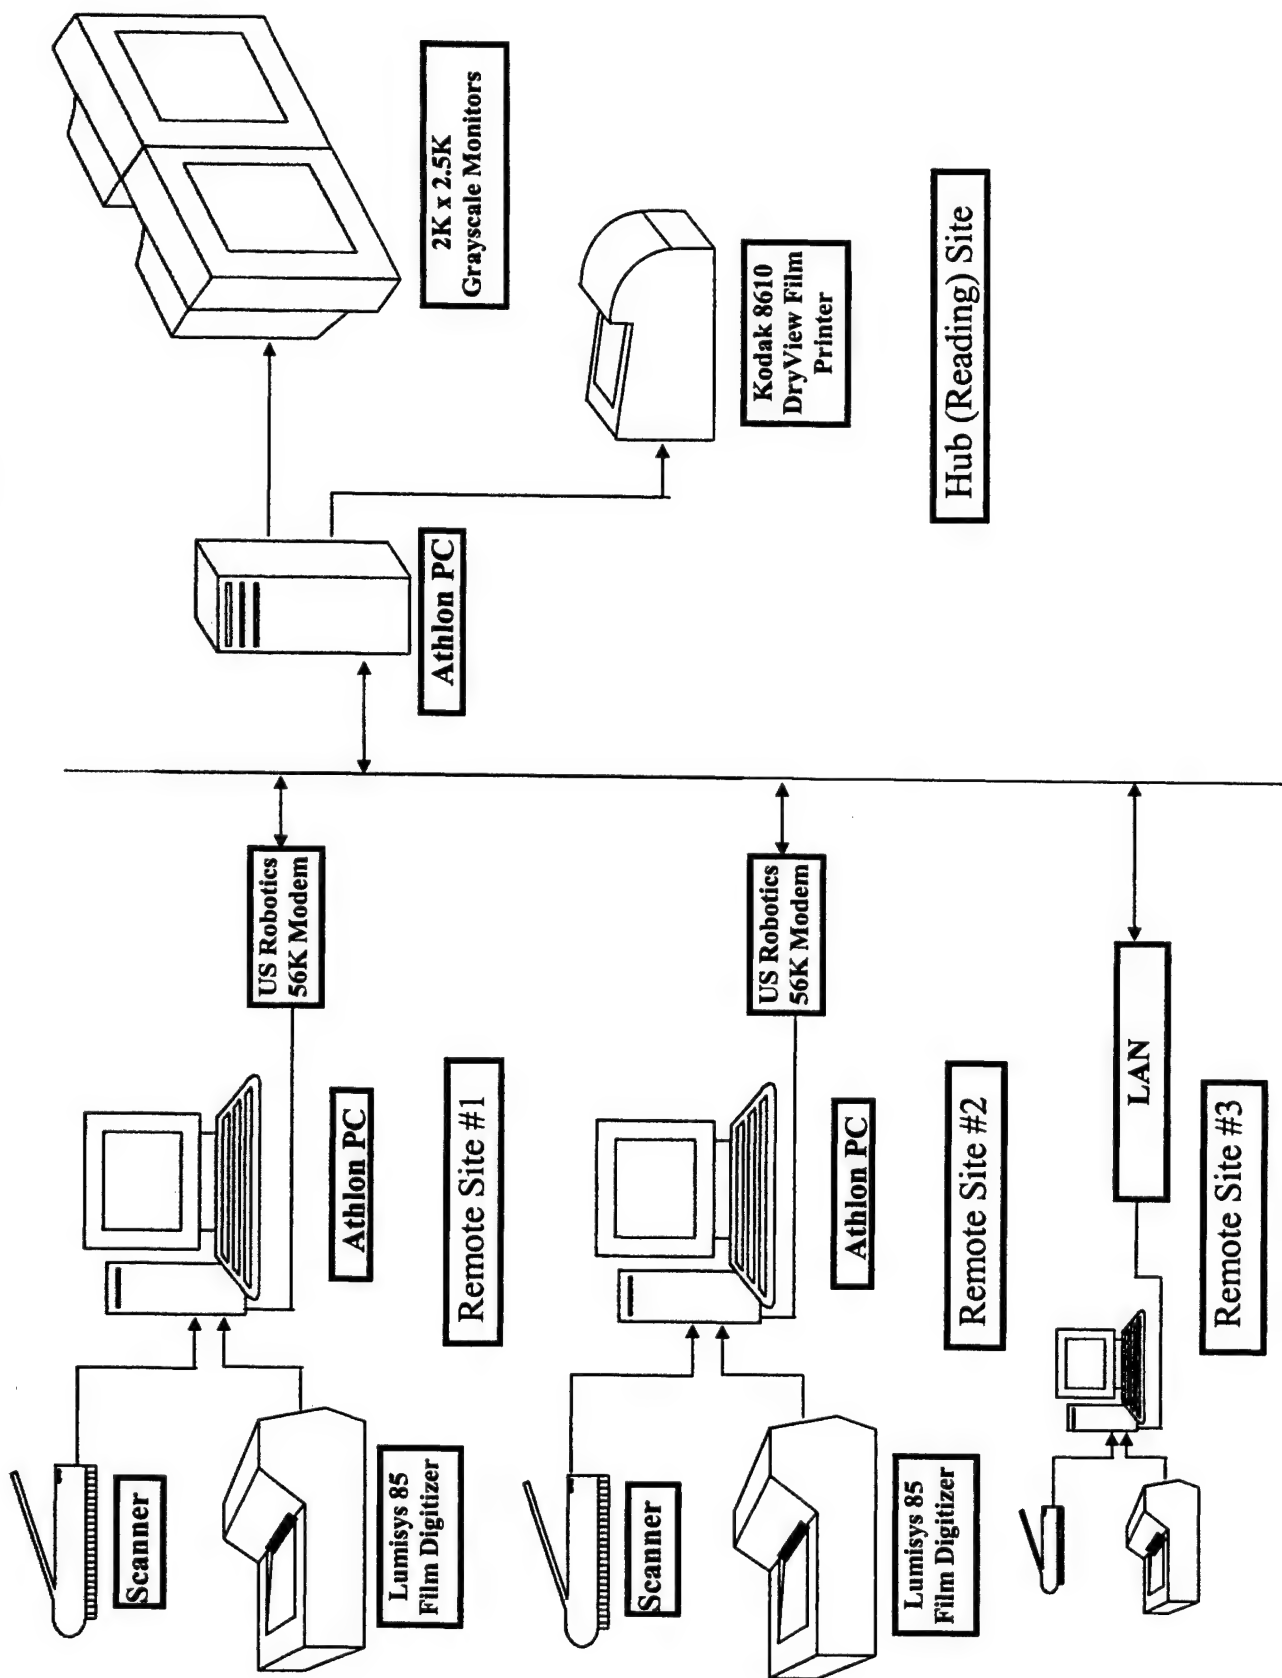 Scanner
Lumisys 85
Film Digitizer
Athlon PC
Remote Site #1
US Robotics
56K Modem
Scanner
Lumisys 85
Film Digitizer
Athlon PC
Remote Site #2
US Robotics
56K Modem
LAN
Remote Site #3
Athlon PC
2K x 2.5K
Grayscale Monitors
Kodak 8610
DryView Film
Printer
Hub (Reading) Site